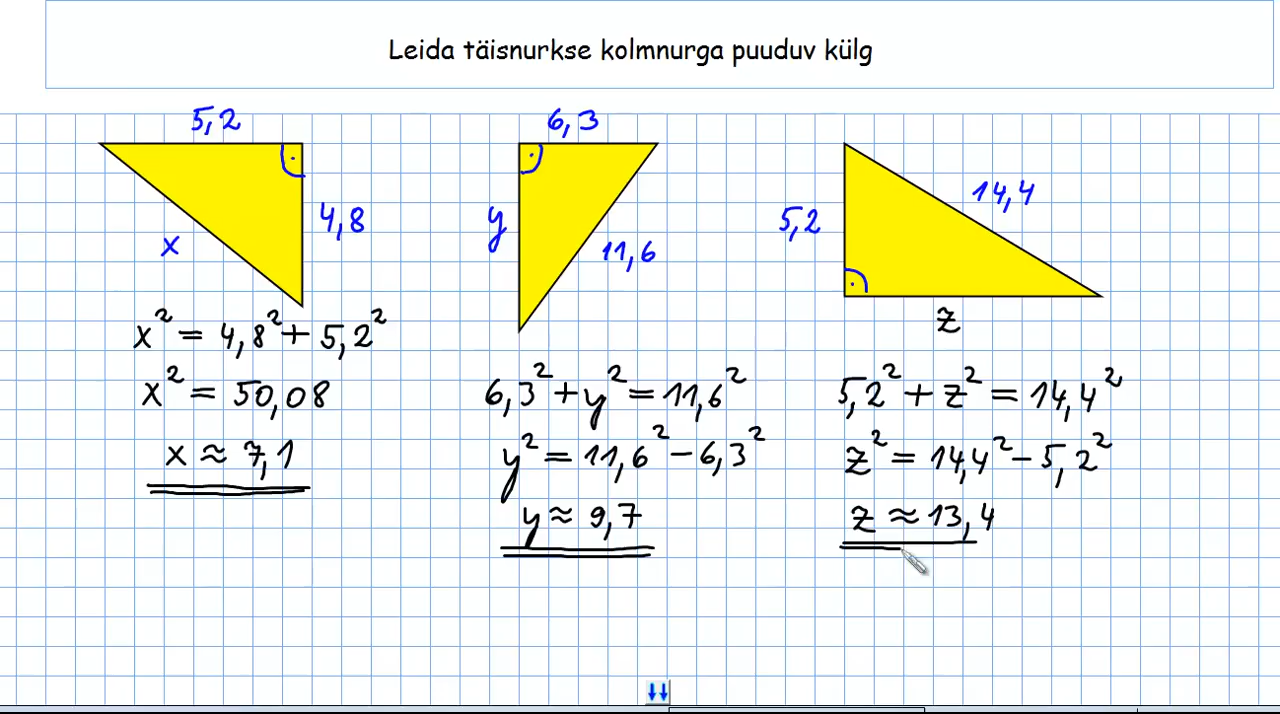 Leida täisnurkse kolmnurga puuduv külg
5,2
4,8
x
x² = 4,8² + 5,2²
x² = 50,08
x ≈ 7,1
6,3
y
11,6
6,3² + y² = 11,6²
y² = 11,6² - 6,3²
y ≈ 9,7
14,4
5,2
z
5,2² + z² = 14,4²
z² = 14,4² - 5,2²
z ≈ 13,4